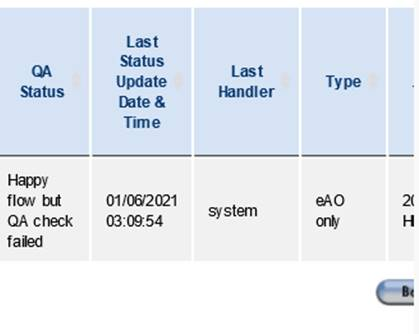 QA
Status
Last
Status
Update
Date &
Time
Last
Handler
Type
Happy
flow but
QA check
failed
01/06/2021
03:09:54
system
eAO
only